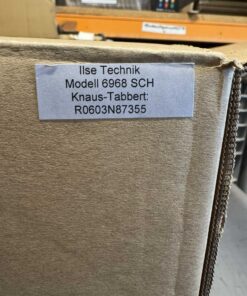 Ilse Technik
Modell 6968 SCH
Knaus-Tabbert:
R0603N87355